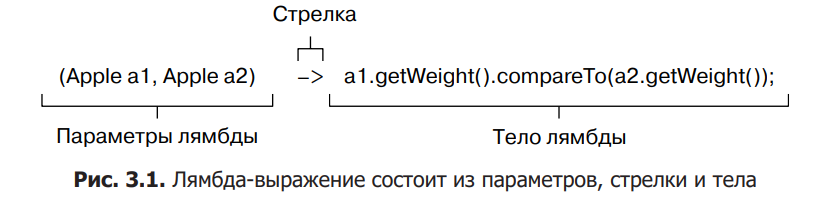 Стрелка
(Apple a1, Apple a2) –> a1.getWeight().compareTo(a2.getWeight());
Параметры лямбды Тело лямбды
Рис. 3.1. Лямбда-выражение состоит из параметров, стрелки и тела